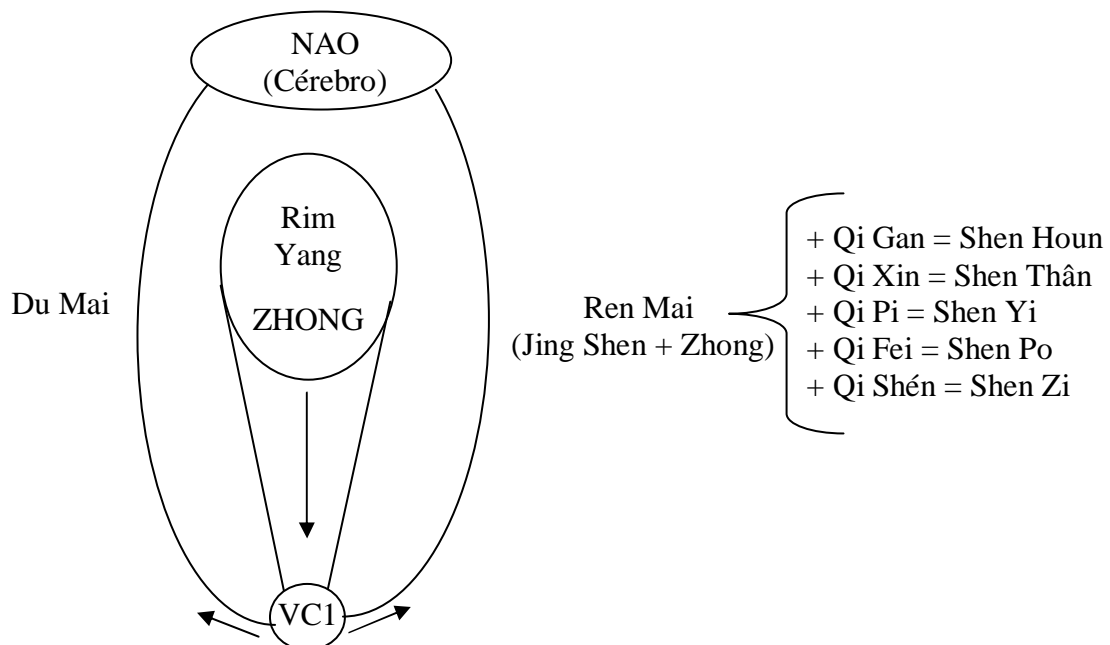 NAO
(Cérebro)
Rim
Yang
ZHONG
Du Mai
VC1
Ren Mai
(Jing Shen + Zhong)
+ Qi Gan = Shen Houn
+ Qi Xin = Shen Thân
+ Qi Pi = Shen Yi
+ Qi Fei = Shen Po
+ Qi Shén = Shen Zi